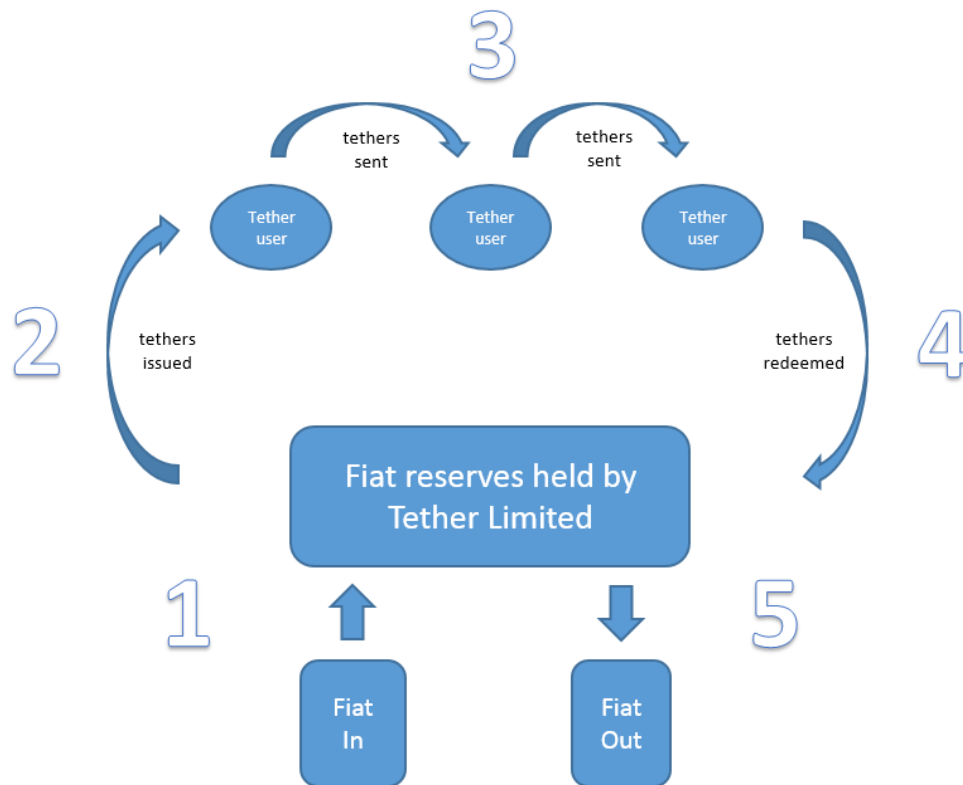 3
tethers
sent
tethers
sent
Tether
user
Tether
user
Tether
user
2
tethers
issued
tethers
redeemed
4
Fiat reserves held by
Tether Limited
1
5
Fiat
In
Fiat
Out